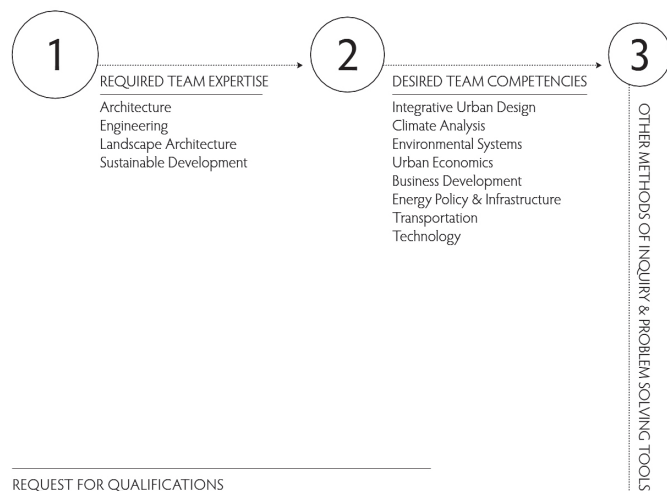 1
REQUIRED TEAM EXPERTISE
Architecture
Engineering
Landscape Architecture
Sustainable Development
2
DESIRED TEAM COMPETENCIES
Integrative Urban Design
Climate Analysis
Environmental Systems
Urban Economics
Business Development
Energy Policy & Infrastructure
Transportation
Technology
3
OTHER METHODS OF INQUIRY & PROBLEM SOLVING TOOLS
REQUEST FOR QUALIFICATIONS